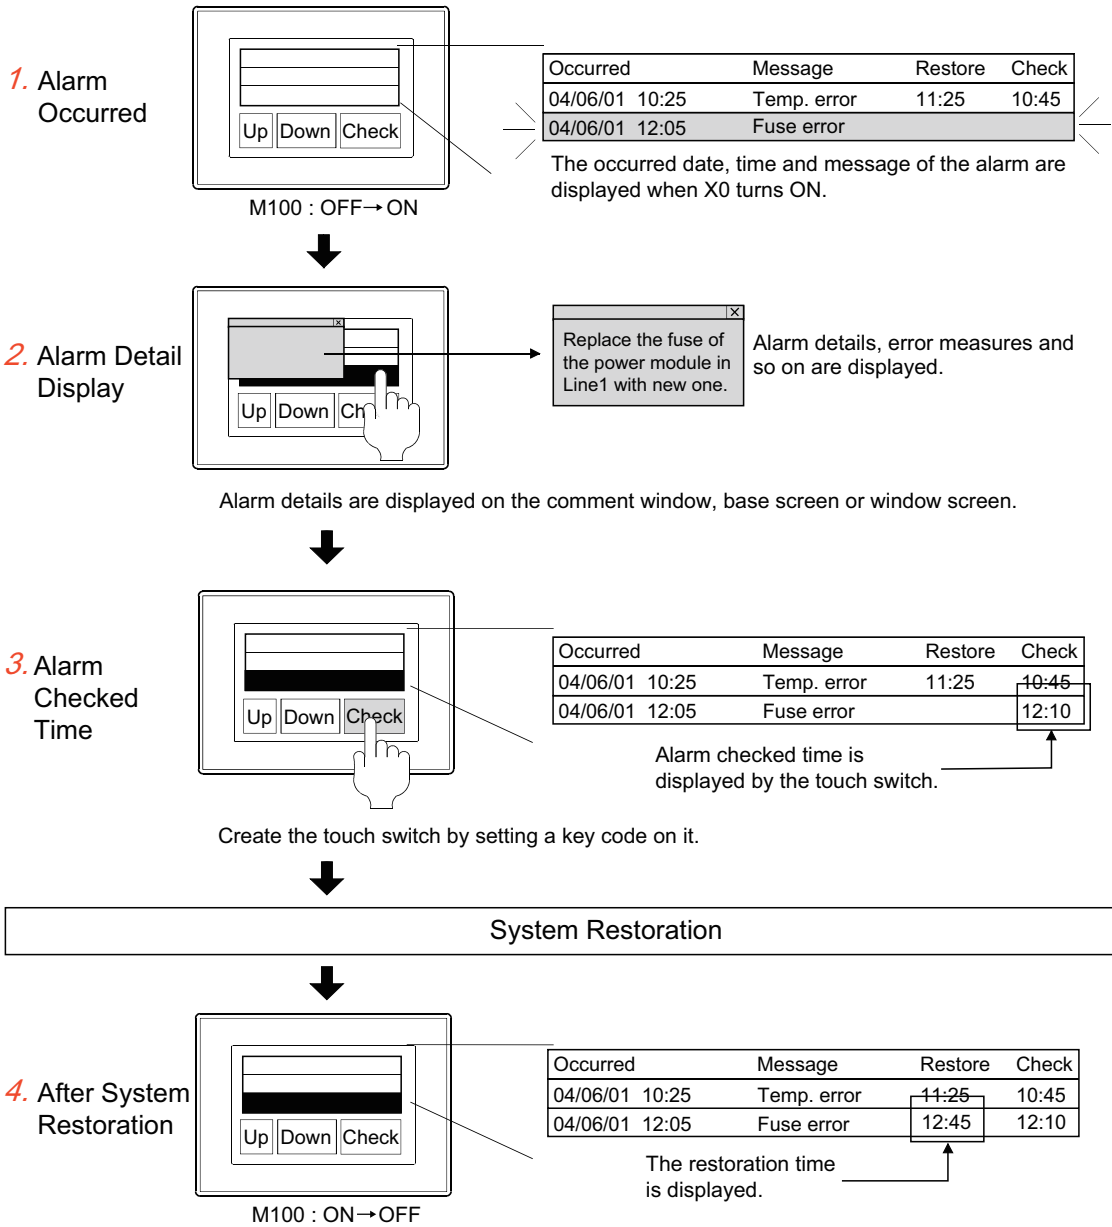 1. Alarm
Occurred
Up Down Check
M100 : OFF→ON
Occurred Message Restore Check
04/06/01 10:25 Temp. error 11:25 10:45
04/06/01 12:05 Fuse error
The occurred date, time and message of the alarm are
displayed when X0 turns ON.
2. Alarm Detail
Display
Up Down Ch
Replace the fuse of
the power module in
Line1 with new one.
Alarm details, error measures and
so on are displayed.
Alarm details are displayed on the comment window, base screen or window screen.
3. Alarm
Checked
Time
Up Down Check
Occurred Message Restore Check
04/06/01 10:25 Temp. error 11:25 10:45
04/06/01 12:05 Fuse error 12:10
Alarm checked time is
displayed by the touch switch.
Create the touch switch by setting a key code on it.
System Restoration
4. After System
Restoration
Up Down Check
M100 : ON→OFF
Occurred Message Restore Check
04/06/01 10:25 Temp. error 11:25 10:45
04/06/01 12:05 Fuse error 12:45 12:10
The restoration time
is displayed.